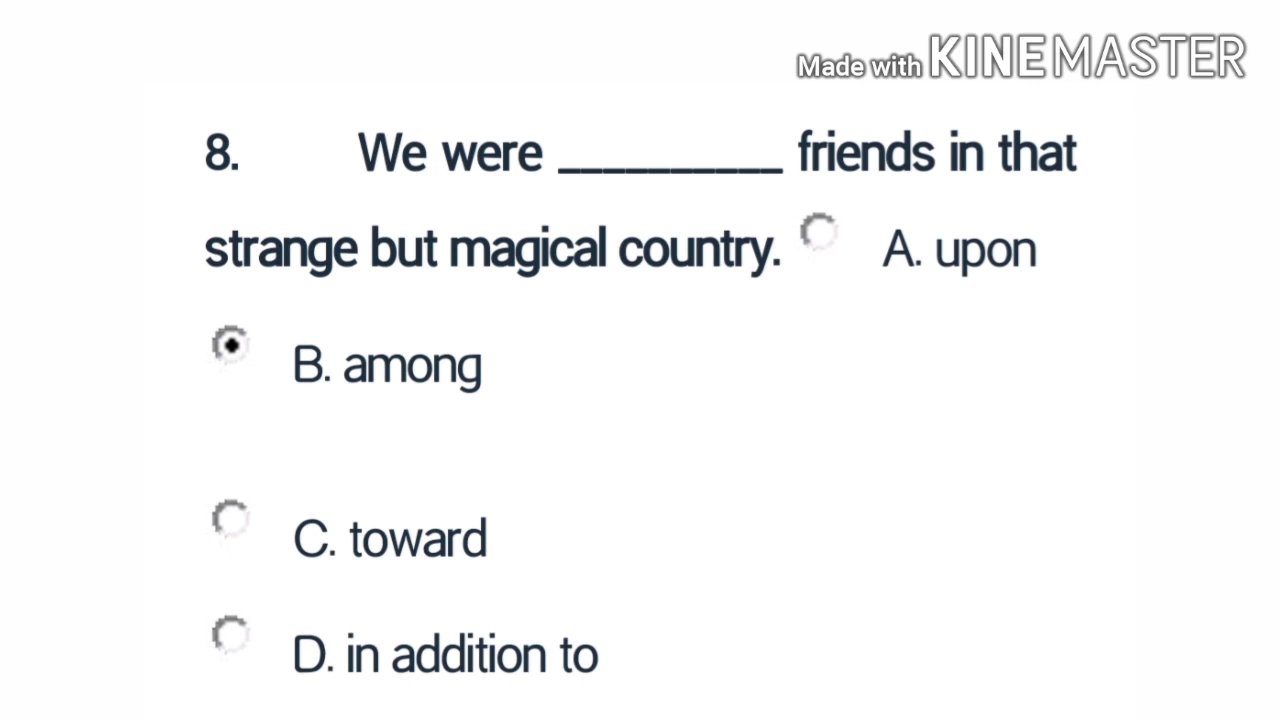 Made with KINEMASTER
8. We were __________ friends in that
strange but magical country. A. upon
B. among
C. toward
D. in addition to